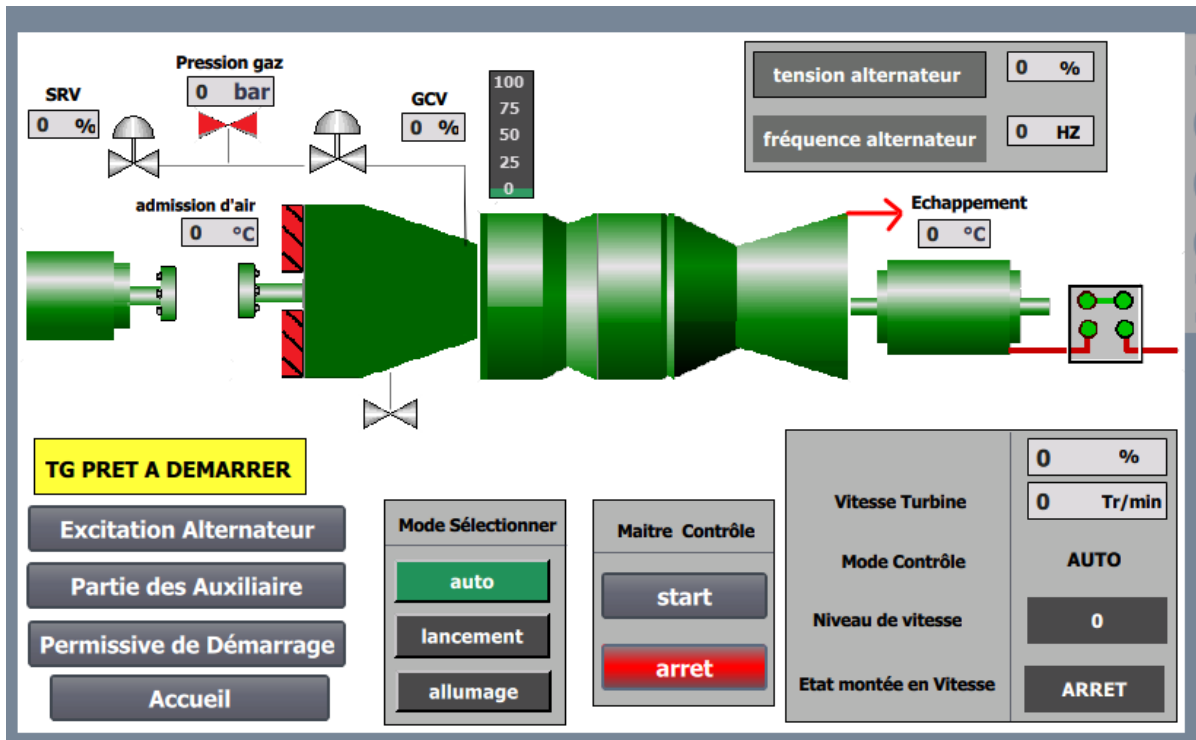 Pression gaz
0 bar
SRV
0 %
GCV
0 %
100
75
50
25
0
tension alternateur
0 %
fréquence alternateur
0 HZ
admission d'air
0 °C
Echappement
0 °C
TG PRET A DEMARRER
Excitation Alternateur
Partie des Auxiliaire
Permissive de Démarrage
Accueil
Mode Sélectionner
auto
lancement
allumage
Maitre Contrôle
start
arret
0 %
Vitesse Turbine
0 Tr/min
Mode Contrôle AUTO
Niveau de vitesse 0
Etat montée en Vitesse ARRET